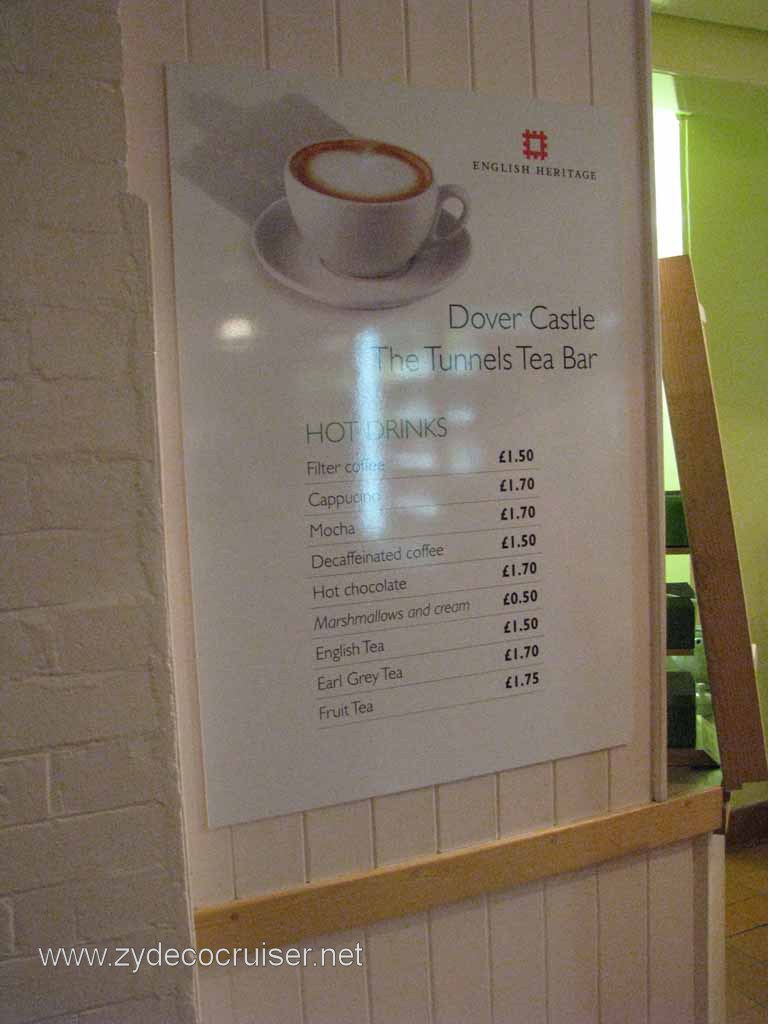 ENGLISH HERITAGE
Dover Castle
The Tunnels Tea Bar
HOT DRINKS
Filter coffee £1.50
Cappucino £1.70
Mocha £1.70
Decaffeinated coffee £1.50
Hot chocolate £1.70
Marshmallows and cream £0.50
English Tea £1.50
Earl Grey Tea £1.70
Fruit Tea £1.75
www.zydecocruiser.net